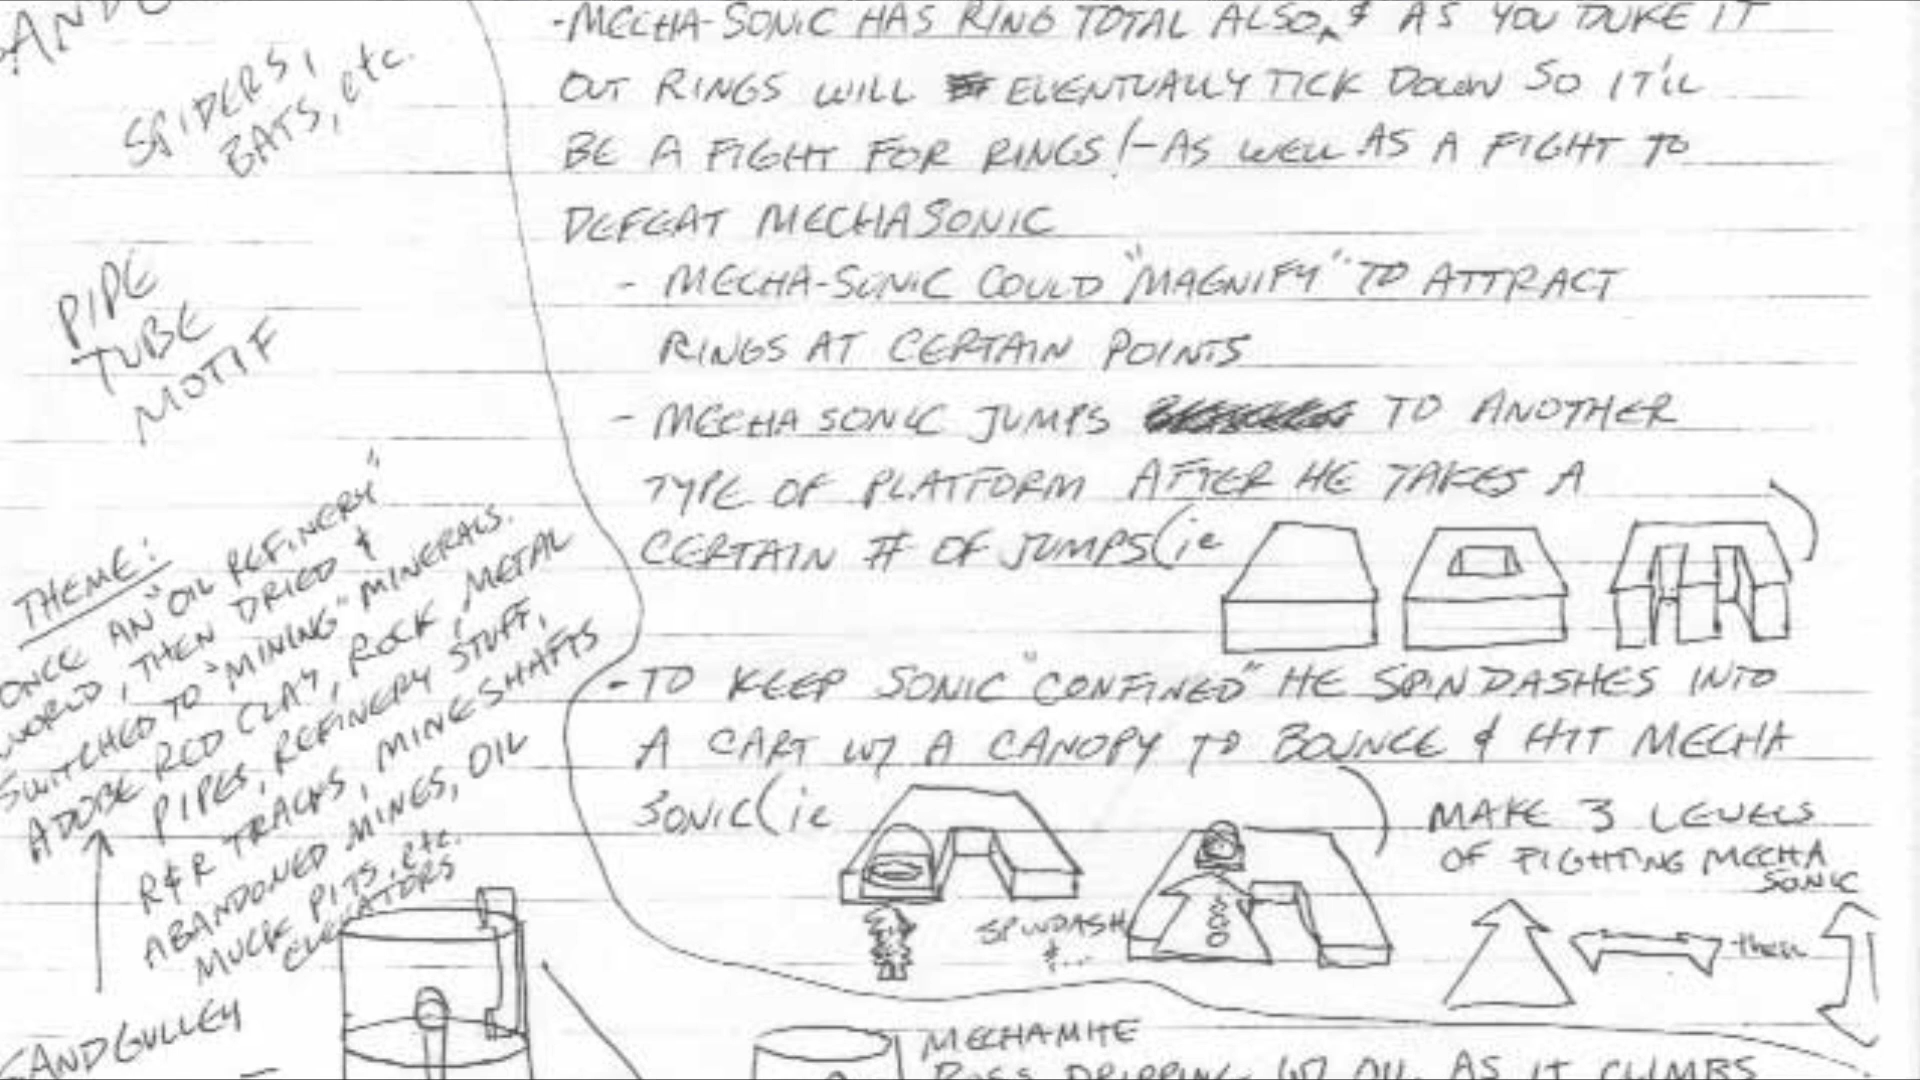 SPIDERS,
BATS, etc.
PIPE
TUBE
MOTIF
THEME:
ONCE AN "OIL REFINERY"
WORLD, THEN DRIED &
SWITCHED TO "MINING" MINERALS.
ADOBE RED CLAY, ROCK, METAL
PIPES, REFINERY STUFF,
R&R TRACKS, MINESHAFTS
ABANDONED MINES, OIL
MUCK PITS, etc.
ELEVATORS
SANDGULLEY
-MECHA-SONIC HAS RING TOTAL ALSO, & AS YOU DUKE IT
OUT RINGS WILL EVENTUALLY TICK DOWN SO IT'LL
BE A FIGHT FOR RINGS!-AS WELL AS A FIGHT TO
DEFEAT MECHASONIC
- MECHA-SONIC COULD "MAGNIFY" TO ATTRACT
RINGS AT CERTAIN POINTS
- MECHA SONIC JUMPS TO ANOTHER
TYPE OF PLATFORM AFTER HE TAKES A
CERTAIN # OF JUMPS (ie )
-TO KEEP SONIC "CONFINED" HE SPINDASHES INTO
A CART W/ A CANOPY TO BOUNCE & HIT MECHA
SONIC (ie )
SPINDASH
&...
MAKE 3 LEVELS
OF FIGHTING MECHA
SONIC
then
MECHAMITE
DRIPPING W/ OIL AS IT CLIMBS